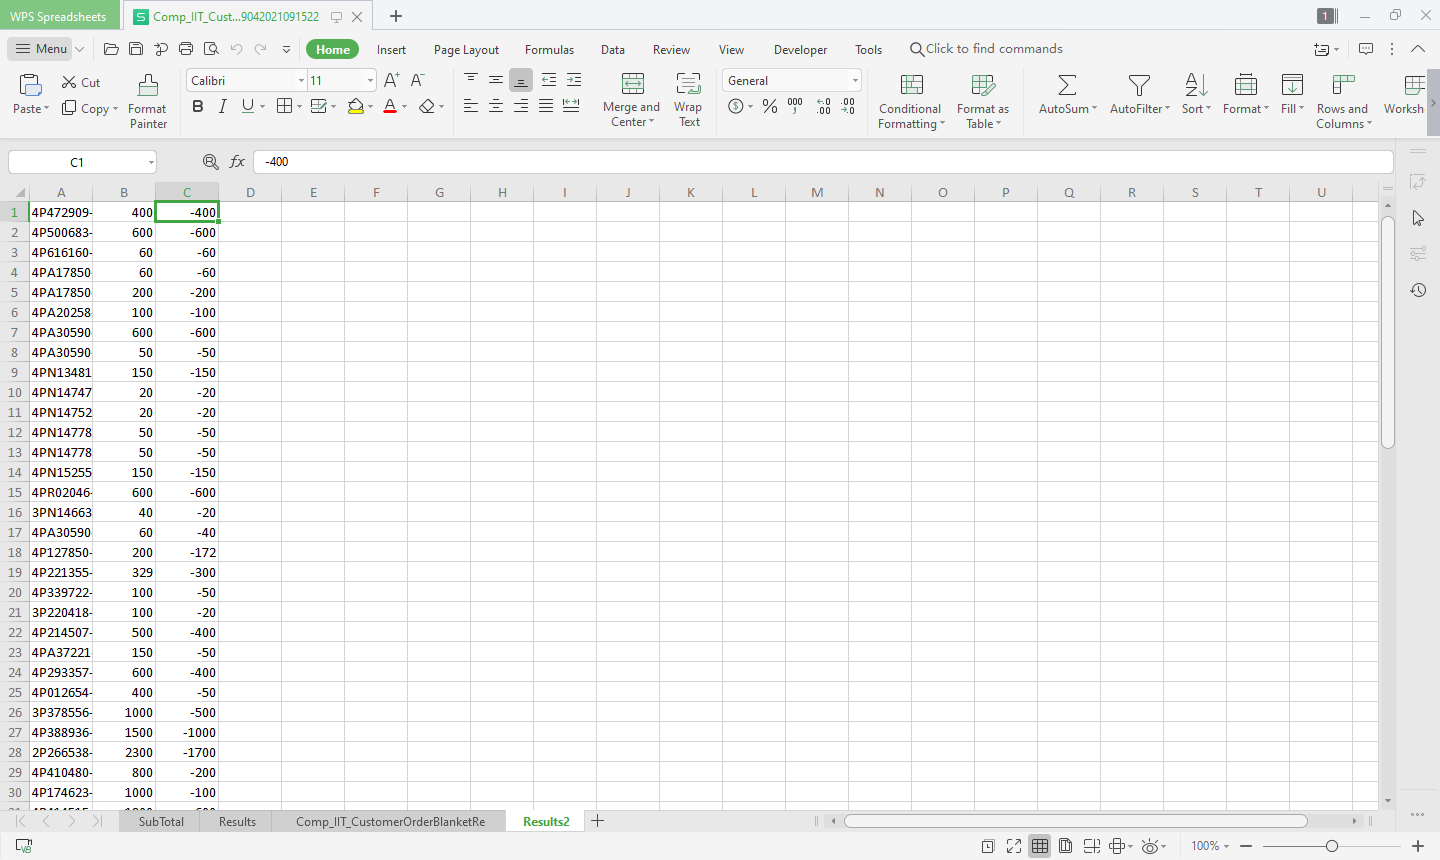 WPS Spreadsheets
Comp_IIT_Cust...9042021091522
1
Menu
Home
Insert
Page Layout
Formulas
Data
Review
View
Developer
Tools
Click to find commands
Paste
Cut
Copy
Format
Painter
Calibri
11
A+
A-
B I U
A
Merge and
Center
Wrap
Text
General
$ % 000 ←.0 .00
.00 →.0
Conditional
Formatting
Format as
Table
AutoSum
AutoFilter
Sort
Format
Fill
Rows and
Columns
Worksh
C1
fx
-400
A B C D E F G H I J K L M N O P Q R S T U
1 4P472909- 400 -400
2 4P500683- 600 -600
3 4P616160- 60 -60
4 4PA17850- 60 -60
5 4PA17850- 200 -200
6 4PA20258- 100 -100
7 4PA30590- 600 -600
8 4PA30590- 50 -50
9 4PN13481 150 -150
10 4PN14747 20 -20
11 4PN14752 20 -20
12 4PN14778 50 -50
13 4PN14778 50 -50
14 4PN15255 150 -150
15 4PR02046- 600 -600
16 3PN14663 40 -20
17 4PA30590- 60 -40
18 4P127850- 200 -172
19 4P221355- 329 -300
20 4P339722- 100 -50
21 3P220418- 100 -20
22 4P214507- 500 -400
23 4PA37221 150 -50
24 4P293357- 600 -400
25 4P012654- 400 -50
26 3P378556- 1000 -500
27 4P388936- 1500 -1000
28 2P266538- 2300 -1700
29 4P410480- 800 -200
30 4P174623- 1000 -100
SubTotal
Results
Comp_IIT_CustomerOrderBlanketRe
Results2
100%